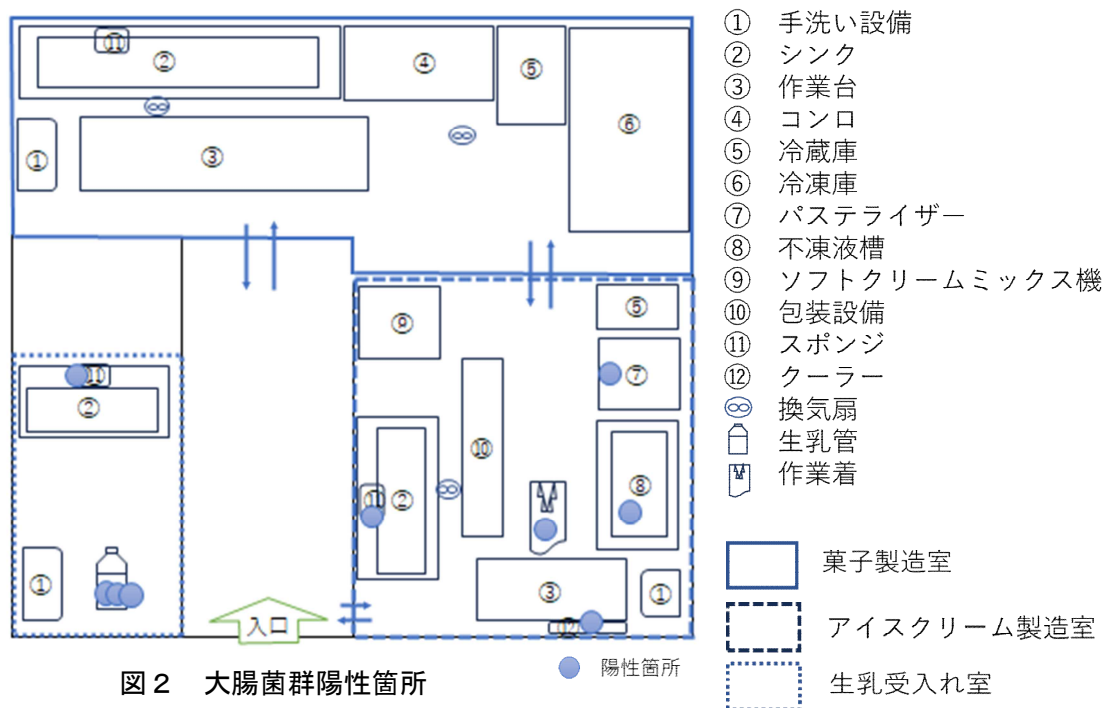 ① 手洗い設備
② シンク
③ 作業台
④ コンロ
⑤ 冷蔵庫
⑥ 冷凍庫
⑦ パステライザー
⑧ 不凍液槽
⑨ ソフトクリームミックス機
⑩ 包装設備
⑪ スポンジ
⑫ クーラー
換気扇
生乳管
作業着
菓子製造室
アイスクリーム製造室
生乳受入れ室
⑪
②
④
⑤
⑥
①
③
⑨
⑤
⑦
⑪
②
⑩
⑪
②
⑧
①
③
①
⑫
入口
陽性箇所
図2 大腸菌群陽性箇所